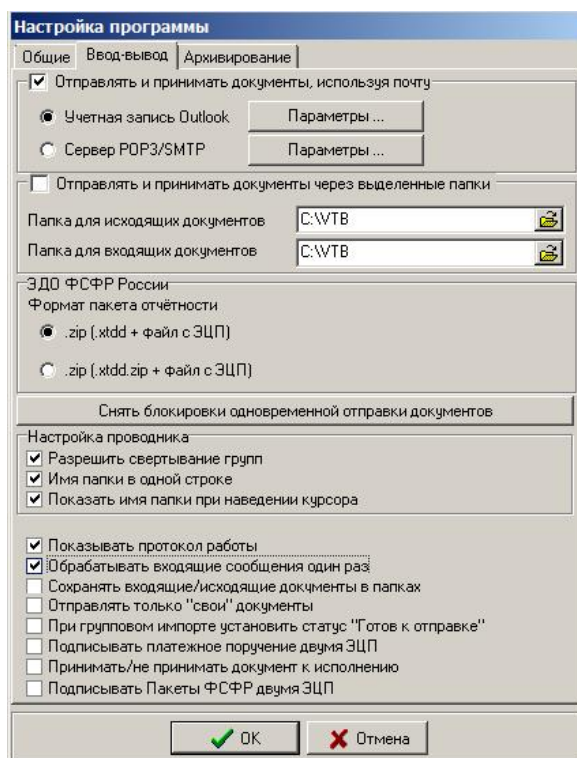 Настройка программы
Общие Ввод-вывод Архивирование
Отправлять и принимать документы, используя почту
Учетная запись Outlook Параметры ...
Сервер POP3/SMTP Параметры ...
Отправлять и принимать документы через выделенные папки
Папка для исходящих документов C:\VTB
Папка для входящих документов C:\VTB
ЭДО ФСФР России
Формат пакета отчётности
.zip (.xtdd + файл с ЭЦП)
.zip (.xtdd.zip + файл с ЭЦП)
Снять блокировки одновременной отправки документов
Настройка проводника
Разрешить свертывание групп
Имя папки в одной строке
Показать имя папки при наведении курсора
Показывать протокол работы
Обрабатывать входящие сообщения один раз
Сохранять входящие/исходящие документы в папках
Отправлять только "свои" документы
При групповом импорте установить статус "Готов к отправке"
Подписывать платежное поручение двумя ЭЦП
Принимать/не принимать документ к исполнению
Подписывать Пакеты ФСФР двумя ЭЦП
OK Отмена